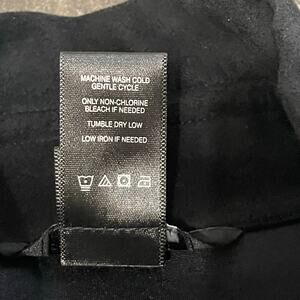 MACHINE WASH COLD
GENTLE CYCLE
ONLY NON-CHLORINE
BLEACH IF NEEDED
TUMBLE DRY LOW
LOW IRON IF NEEDED